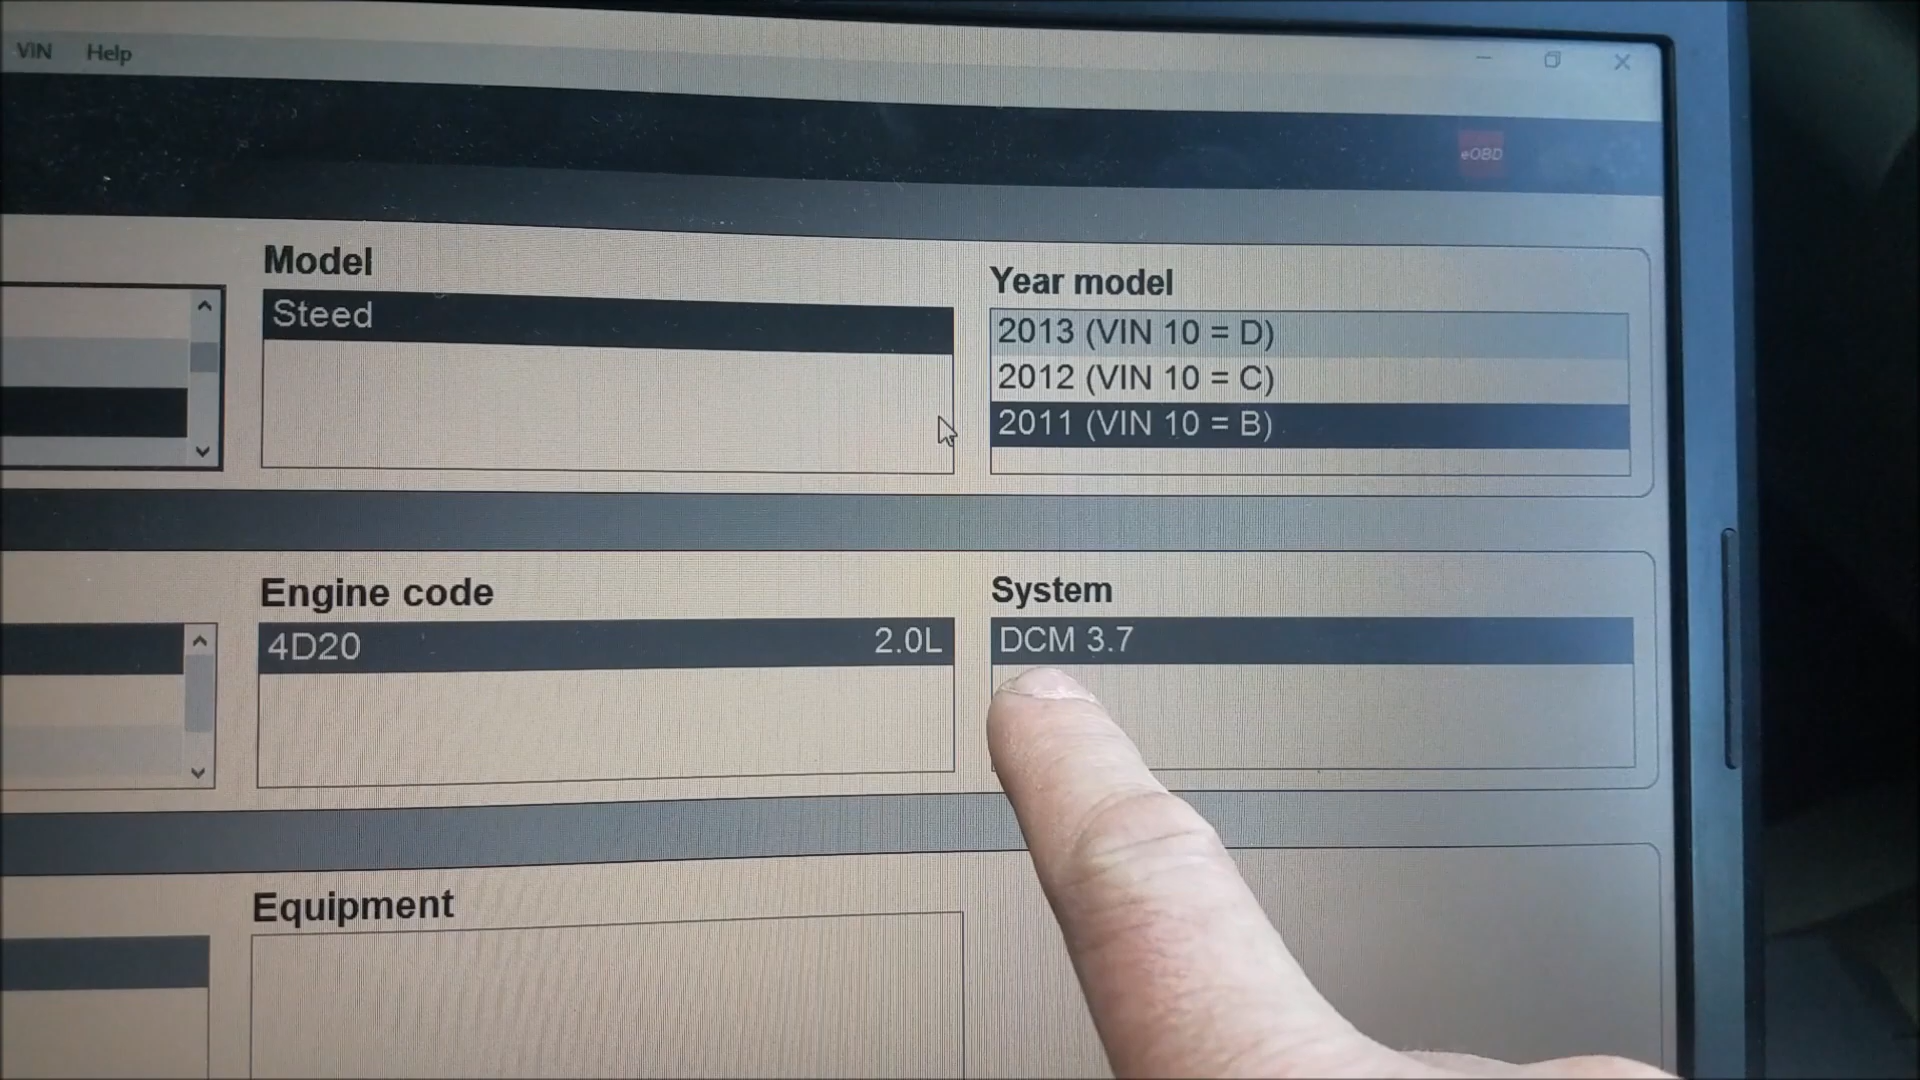 VIN Help
eOBD
Model
Steed
Year model
2013 (VIN 10 = D)
2012 (VIN 10 = C)
2011 (VIN 10 = B)
Engine code
4D20 2.0L
System
DCM 3.7
Equipment